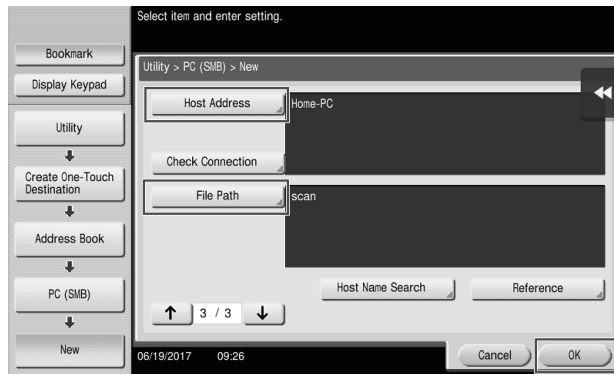 Select item and enter setting.
Bookmark
Display Keypad
Utility
Create One-Touch
Destination
Address Book
PC (SMB)
New
Utility > PC (SMB) > New
Host Address
Home-PC
Check Connection
File Path
scan
Host Name Search
Reference
↑ 3 / 3 ↓
06/19/2017 09:26
Cancel
OK